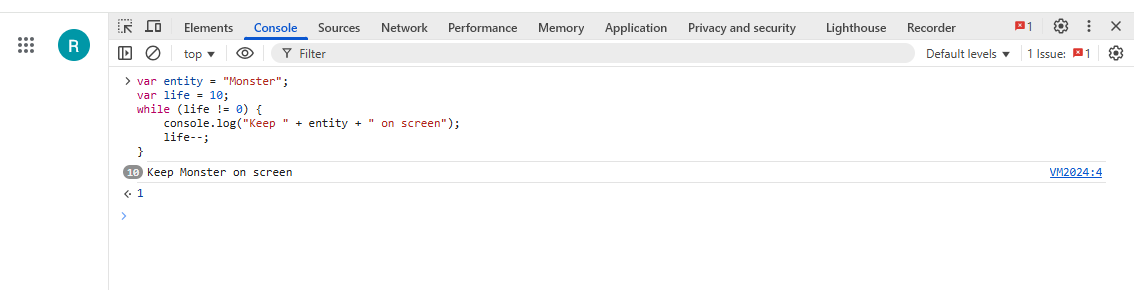 R
Elements Console Sources Network Performance Memory Application Privacy and security Lighthouse Recorder 1
top Filter Default levels 1 Issue: 1
var entity = "Monster";
var life = 10;
while (life != 0) {
    console.log("Keep " + entity + " on screen");
    life--;
}
10 Keep Monster on screen VM2024:4
1